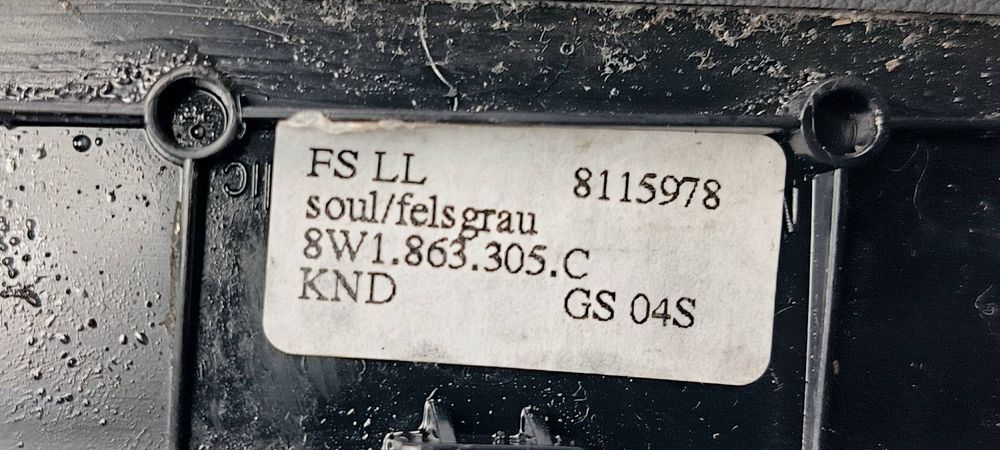 FS LL 8115978
soul/felsgrau
8W1.863.305.C
KND GS 04S